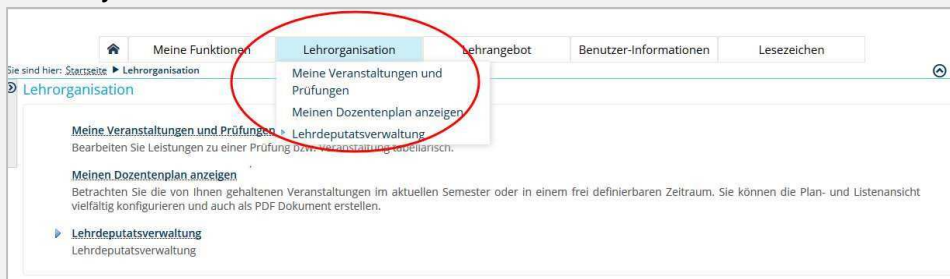 Meine Funktionen Lehrorganisation Lehrangebot Benutzer-Informationen Lesezeichen
Sie sind hier: Startseite ▶ Lehrorganisation
Meine Veranstaltungen und
Prüfungen
Meinen Dozentenplan anzeigen
Lehrdeputatsverwaltung
Lehrorganisation
Meine Veranstaltungen und Prüfungen
Bearbeiten Sie Leistungen zu einer Prüfung bzw. Veranstaltung tabellarisch.
Meinen Dozentenplan anzeigen
Betrachten Sie die von Ihnen gehaltenen Veranstaltungen im aktuellen Semester oder in einem frei definierbaren Zeitraum. Sie können die Plan- und Listenansicht
vielfältig konfigurieren und auch als PDF Dokument erstellen.
Lehrdeputatsverwaltung
Lehrdeputatsverwaltung